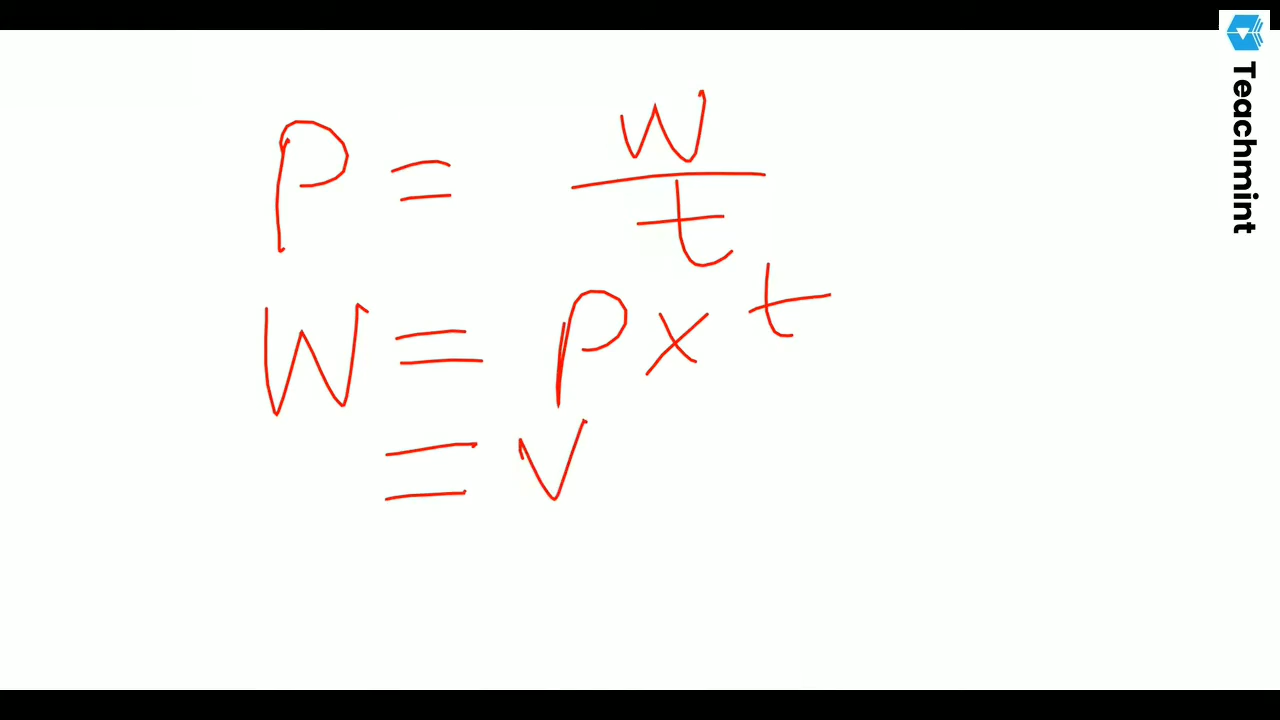 P = W/t
W = P x t
= V
Teachmint